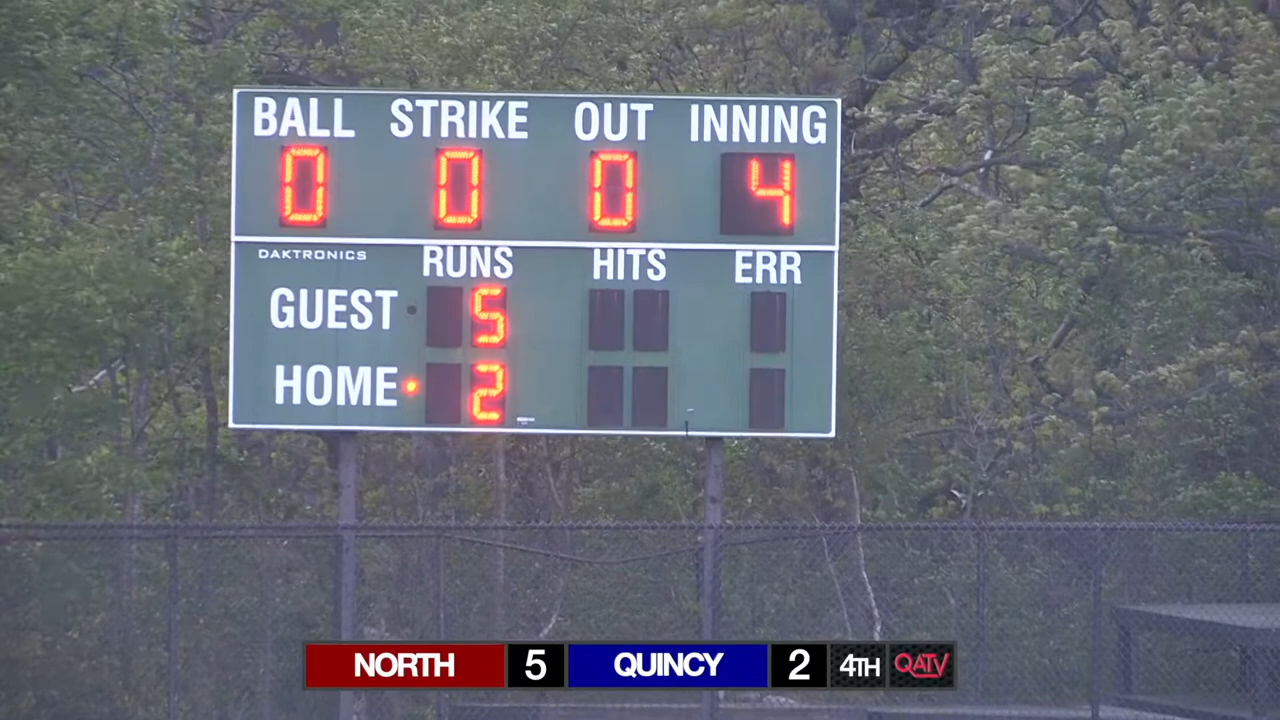 BALL STRIKE OUT INNING
0 0 0 4
DAKTRONICS RUNS HITS ERR
GUEST 5
HOME 2
NORTH 5 QUINCY 2 4TH QATV